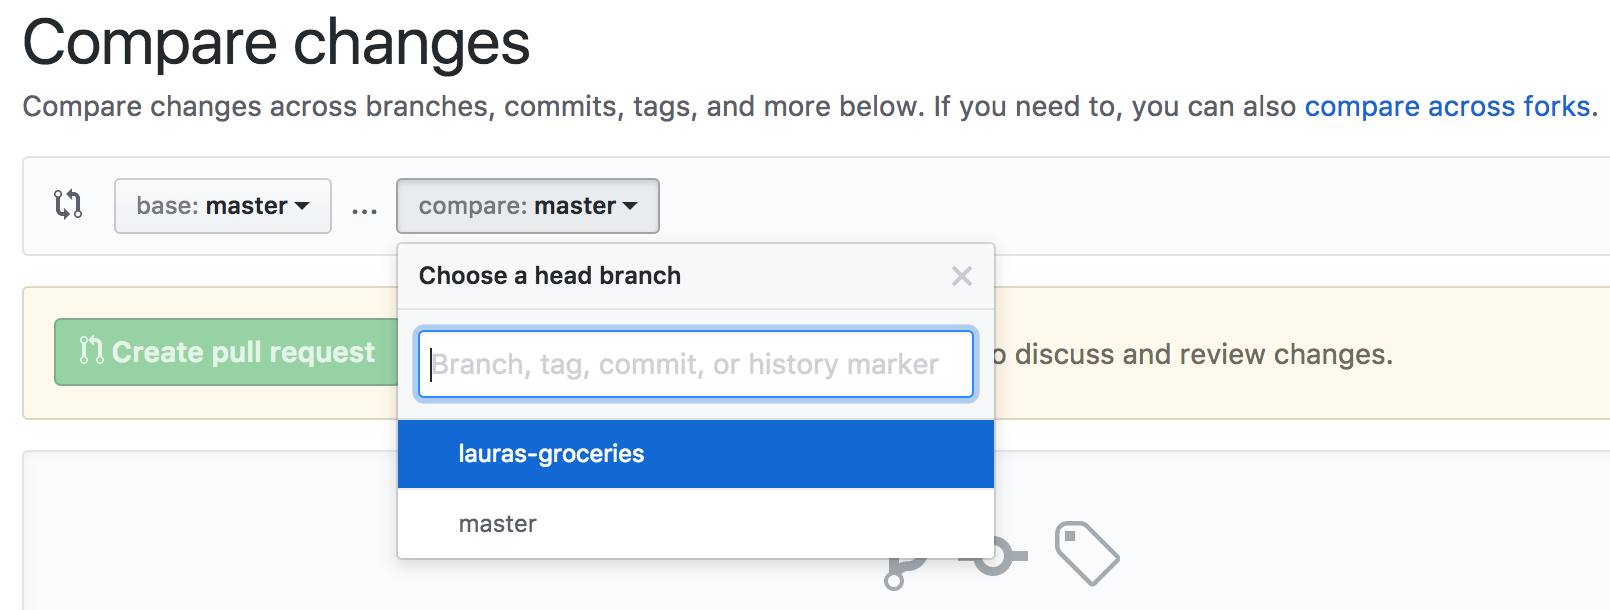 Compare changes
Compare changes across branches, commits, tags, and more below. If you need to, you can also compare across forks.
base: master ... compare: master
Choose a head branch
Create pull request
Branch, tag, commit, or history marker
discuss and review changes.
lauras-groceries
master